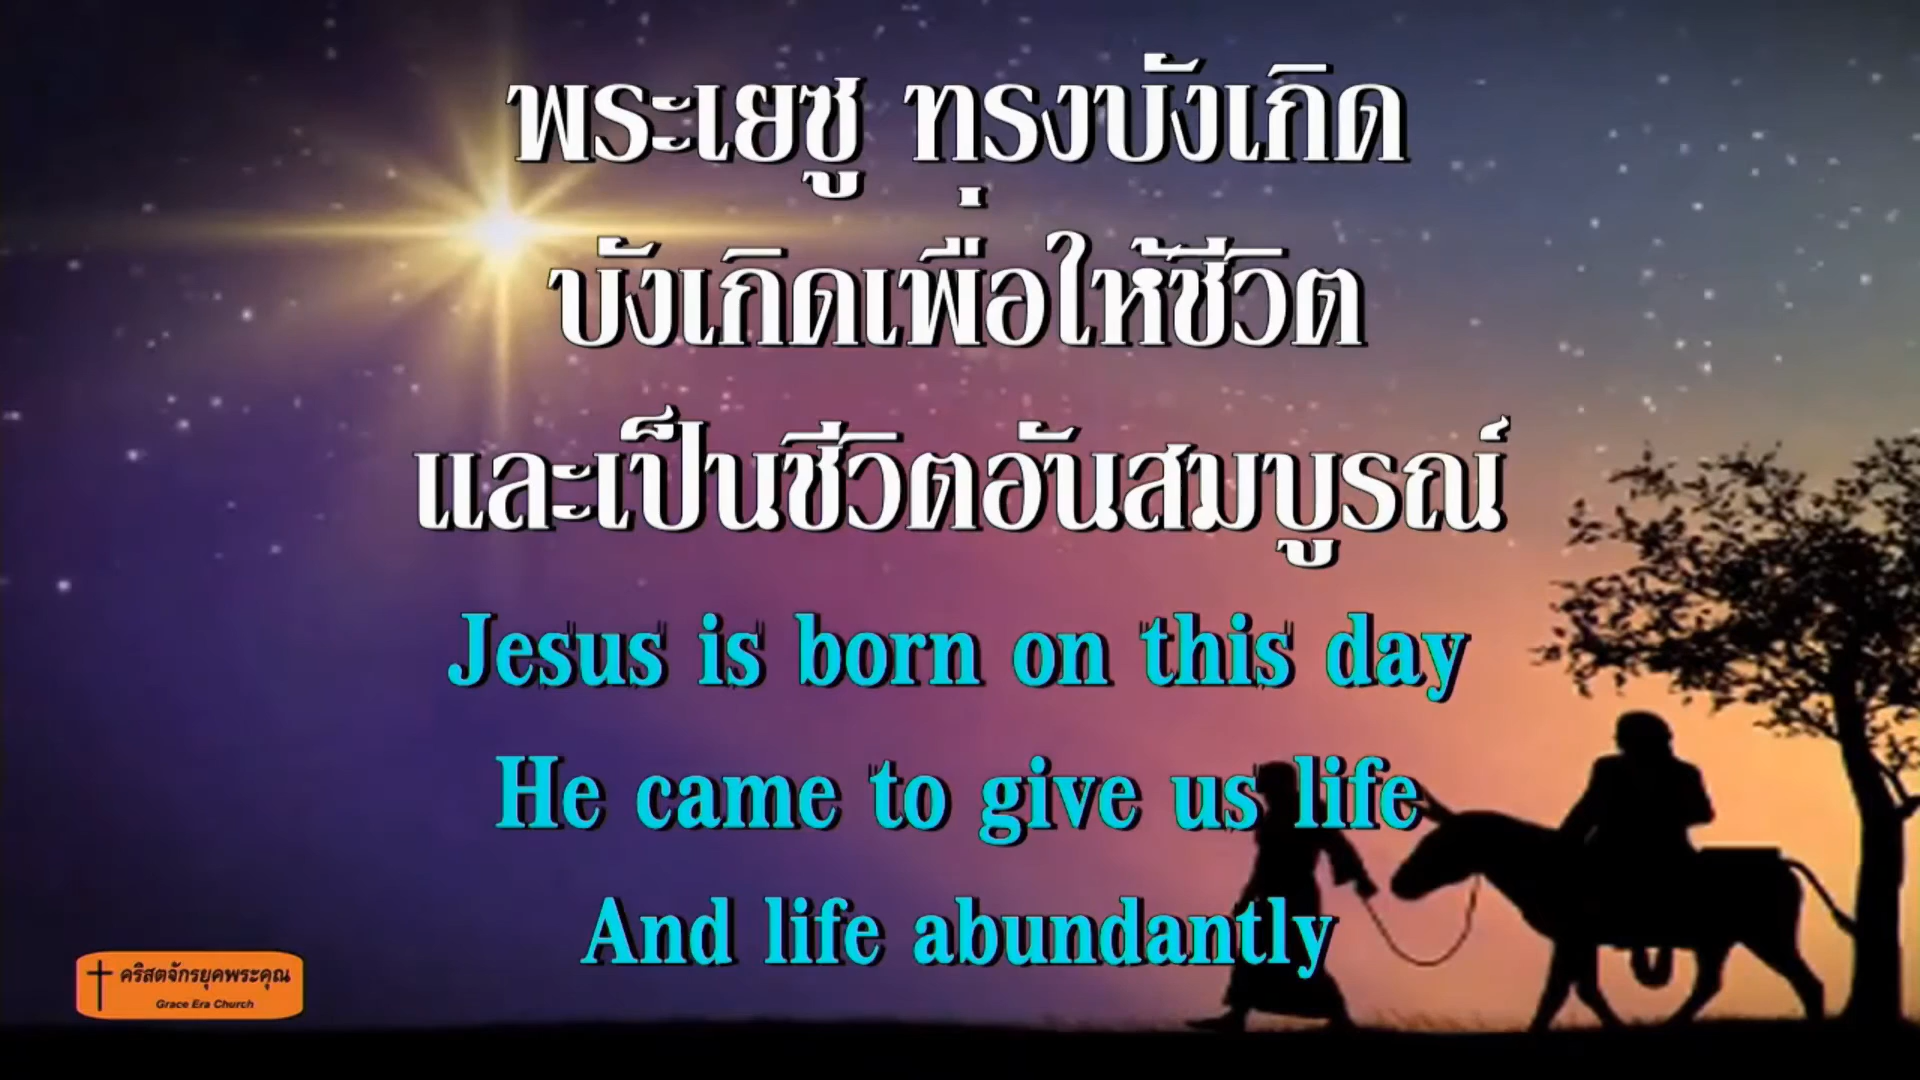 พระเยซู ทรงบังเกิด
บังเกิดเพื่อให้ชีวิต
และเป็นชีวิตอันสมบูรณ์
Jesus is born on this day
He came to give us life
And life abundantly
คริสตจักรยุคพระคุณ
Grace Era Church